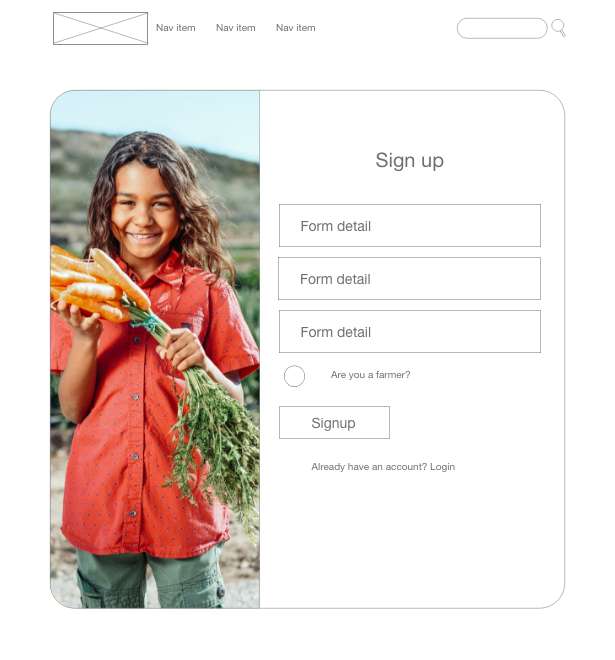 Nav item
Nav item
Nav item
Sign up
Form detail
Form detail
Form detail
Are you a farmer?
Signup
Already have an account? Login